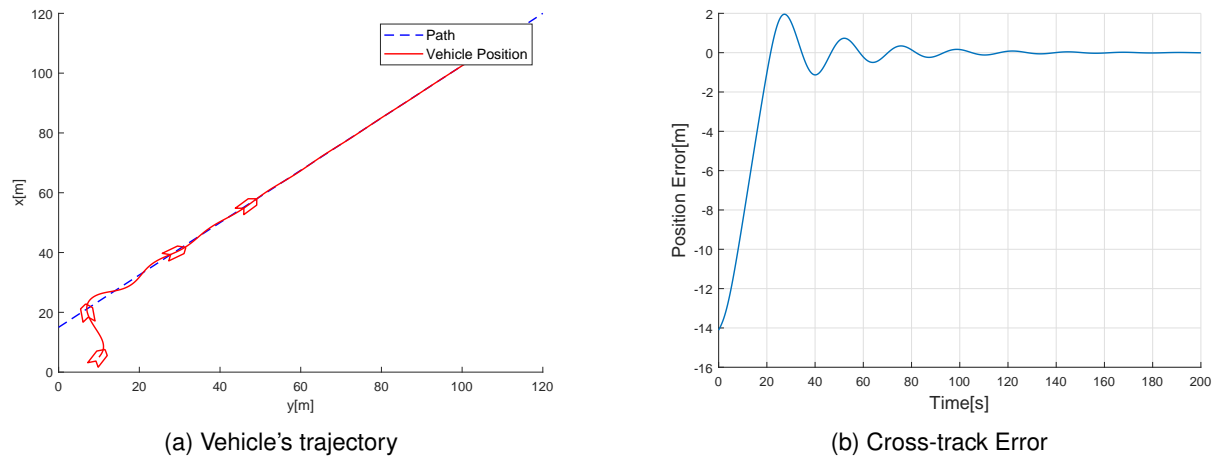 120
100
80
60
40
20
0
x[m]
0 20 40 60 80 100 120
y[m]
Path
Vehicle Position
(a) Vehicle's trajectory
2
0
-2
-4
-6
-8
-10
-12
-14
-16
Position Error[m]
0 20 40 60 80 100 120 140 160 180 200
Time[s]
(b) Cross-track Error